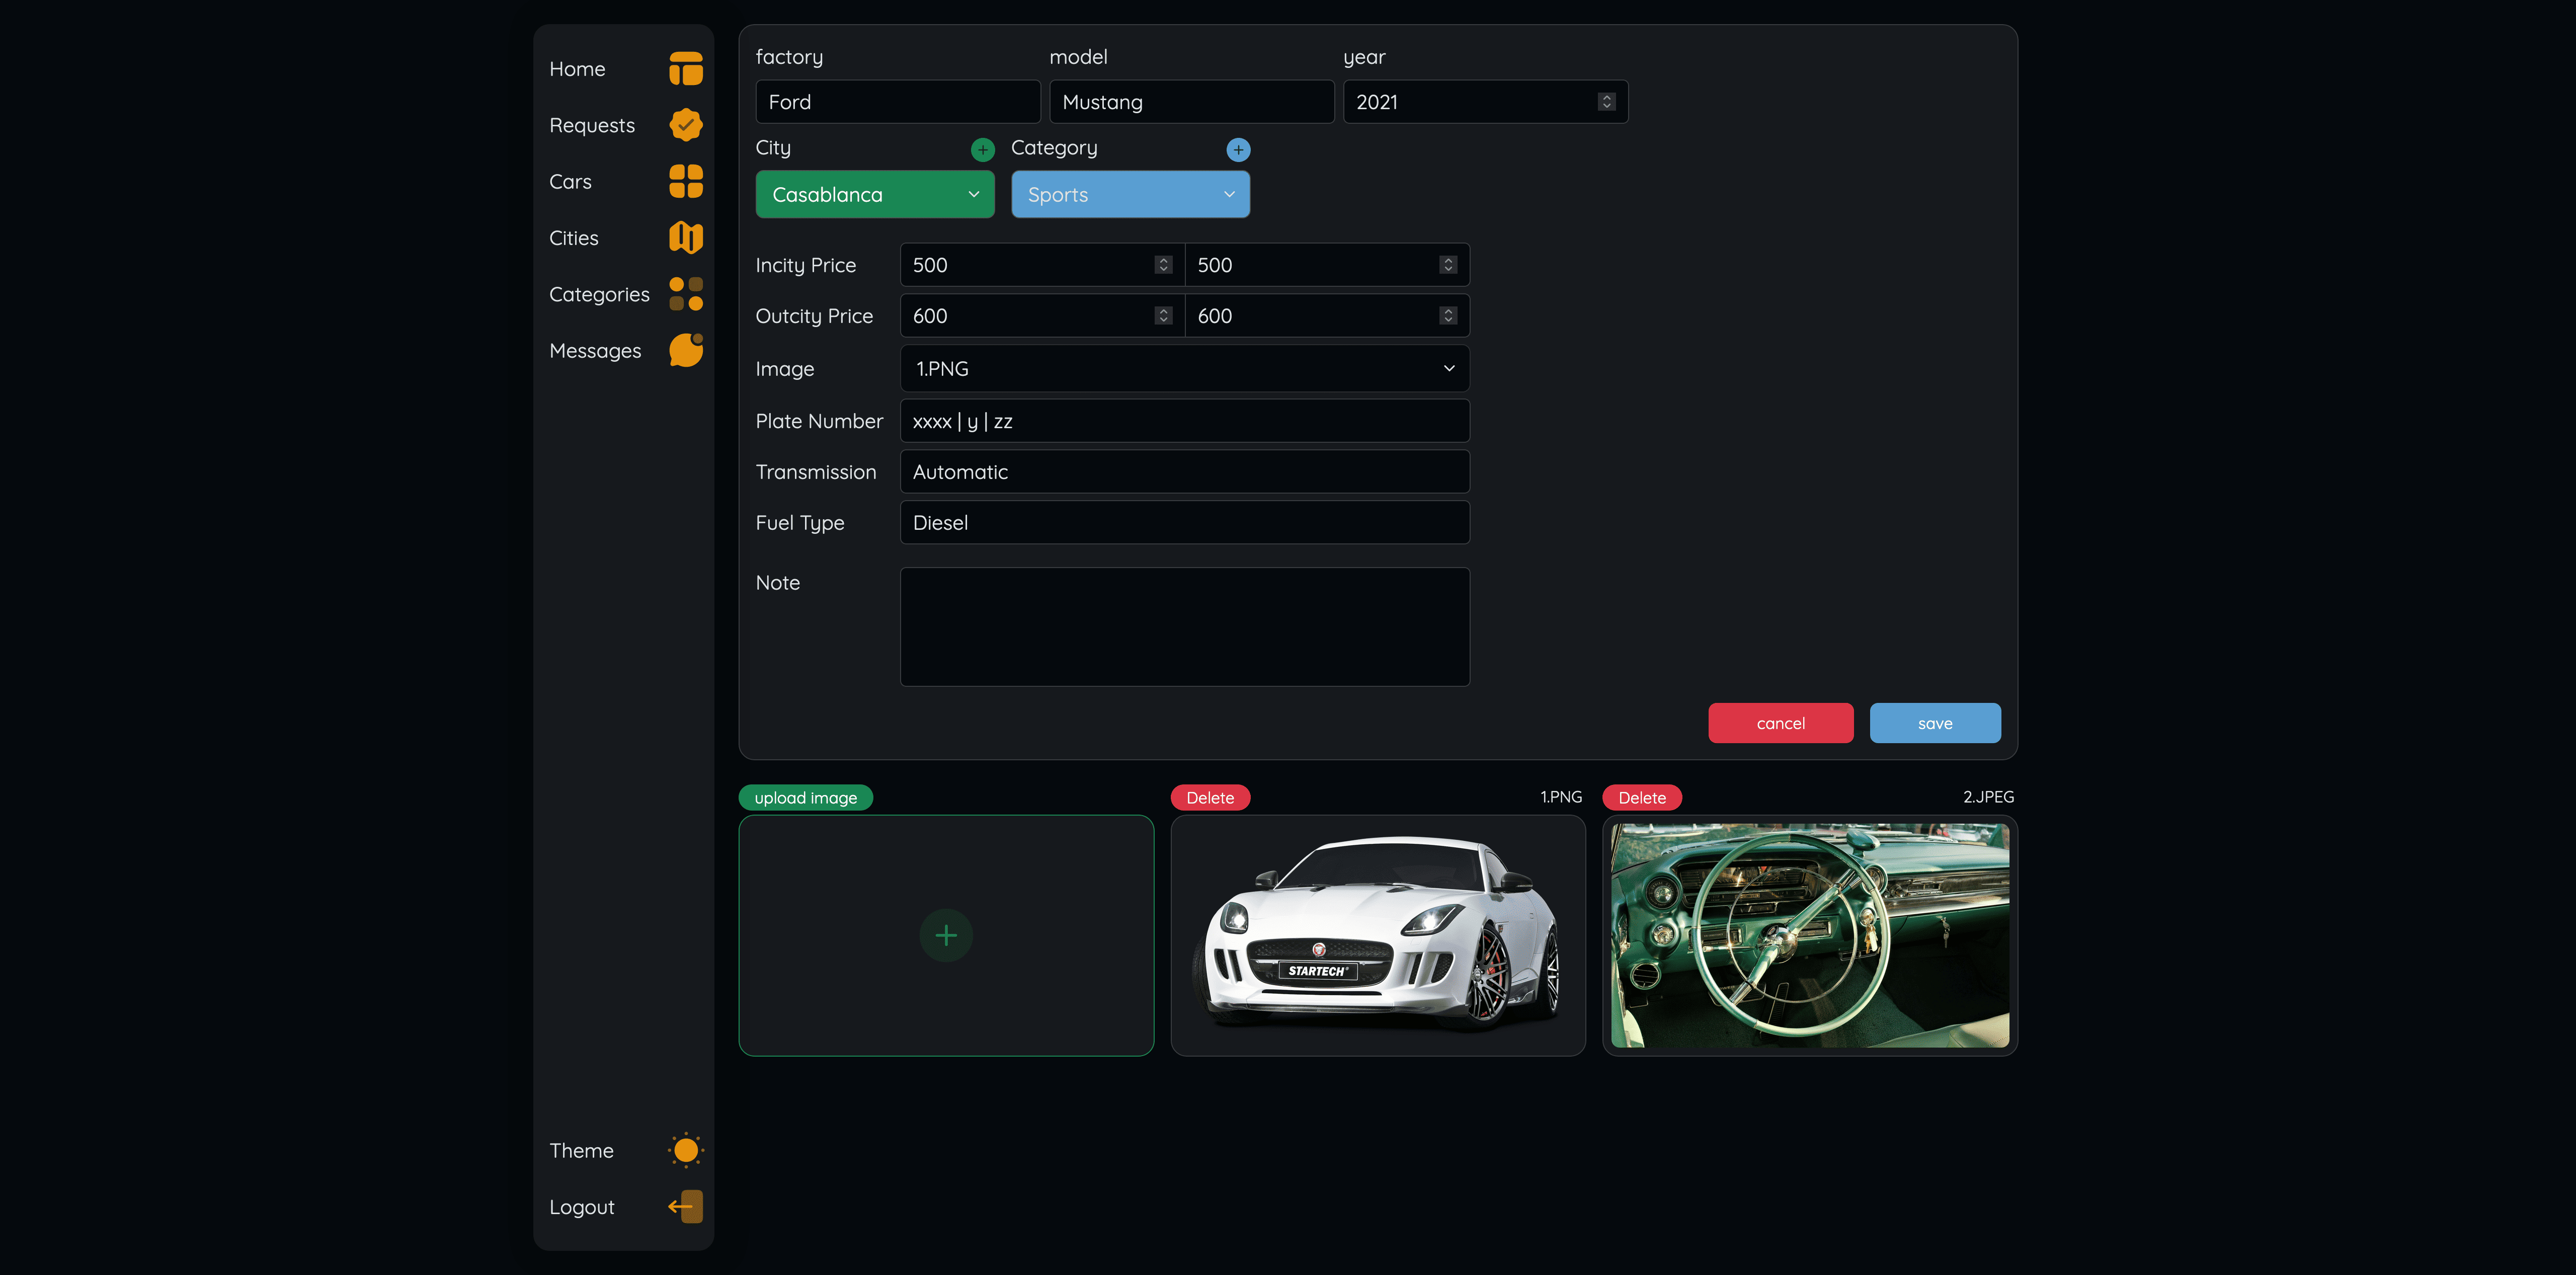 Home
Requests
Cars
Cities
Categories
Messages
Theme
Logout
factory model year
Ford Mustang 2021
City Category
Casablanca Sports
Incity Price 500 500
Outcity Price 600 600
Image 1.PNG
Plate Number xxxx | y | zz
Transmission Automatic
Fuel Type Diesel
Note
cancel save
upload image Delete 1.PNG Delete 2.JPEG
STARTECH